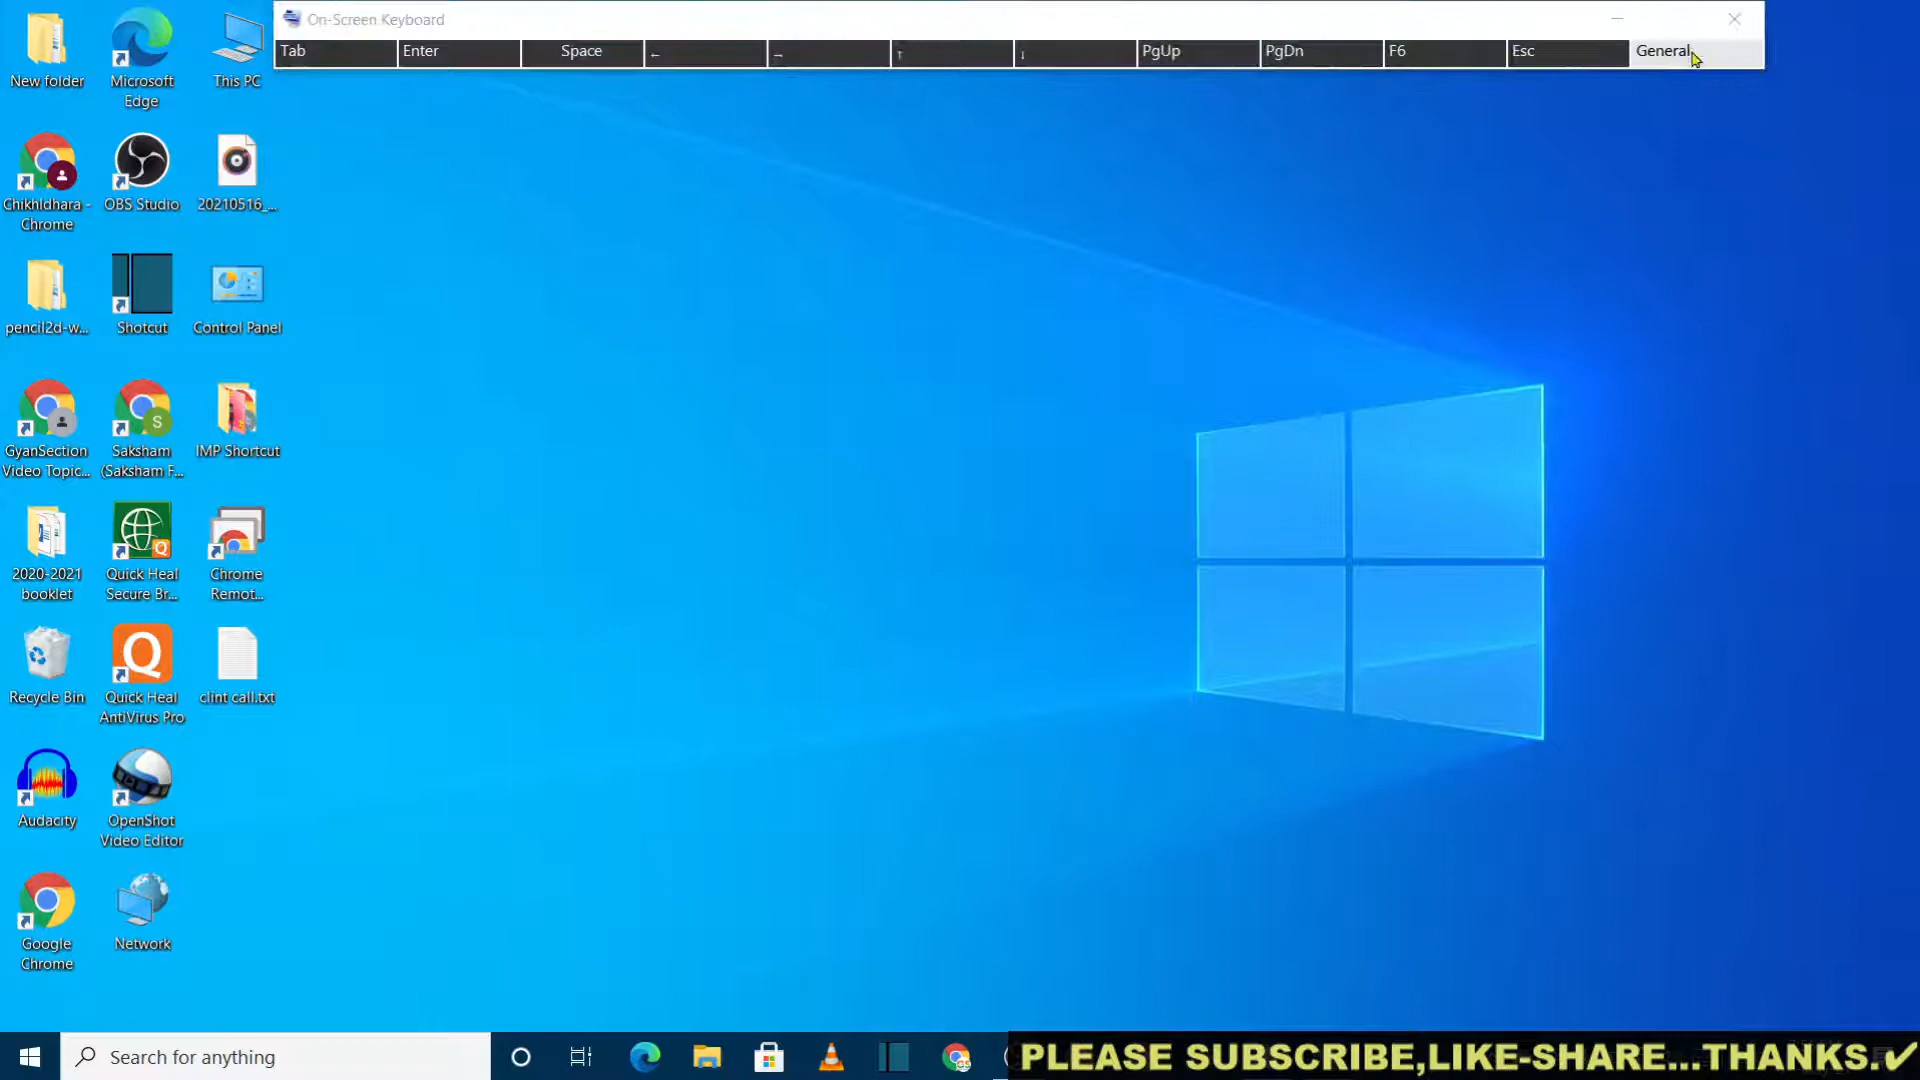 On-Screen Keyboard
Tab Enter Space ← → ↑ ↓ PgUp PgDn F6 Esc General
New folder
Microsoft
Edge
This PC
Chikhldhara -
Chrome
OBS Studio
20210516_...
pencil2d-w...
Shotcut
Control Panel
GyanSection
Video Topic...
Saksham
(Saksham F...
IMP Shortcut
2020-2021
booklet
Quick Heal
Secure Br...
Chrome
Remot...
Recycle Bin
Quick Heal
AntiVirus Pro
clint call.txt
Audacity
OpenShot
Video Editor
Google
Chrome
Network
Search for anything
PLEASE SUBSCRIBE,LIKE-SHARE...THANKS.✓